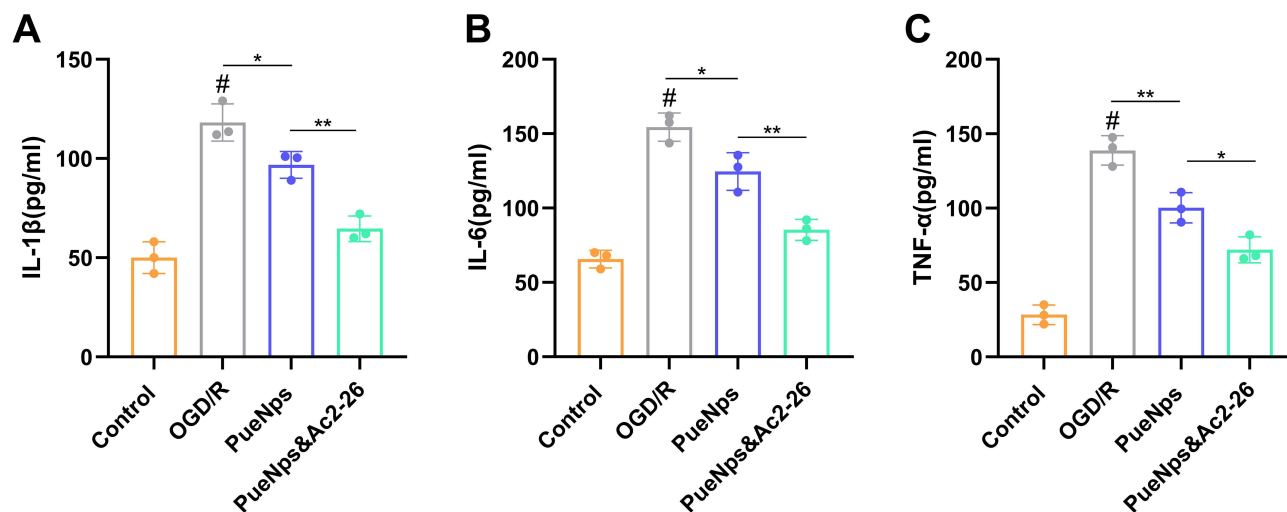 A
IL-1β(pg/ml)
150
100
50
0
*
#
**
Control
OGD/R
PueNps
PueNps&Ac2-26
B
IL-6(pg/ml)
200
150
100
50
0
*
#
**
Control
OGD/R
PueNps
PueNps&Ac2-26
C
TNF-α(pg/ml)
200
150
100
50
0
**
#
*
Control
OGD/R
PueNps
PueNps&Ac2-26